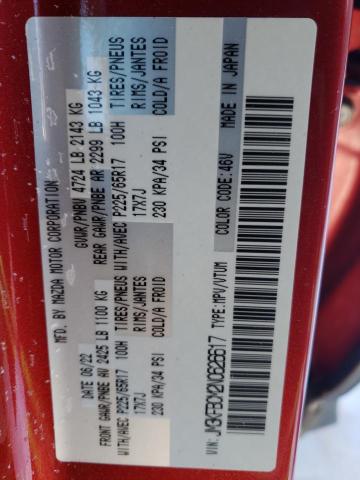 MFD. BY MAZDA MOTOR CORPORATION
DATE 06/22 GVWR/PNBV 4724 LB 2143 KG
FRONT GAWR/PNBE AV 2425 LB 1100 KG REAR GAWR/PNBE AR 2299 LB 1043 KG
WITH/AVEC P225/65R17 100H TIRES/PNEUS WITH/AVEC P225/65R17 100H TIRES/PNEUS
17X7J RIMS/JANTES 17X7J RIMS/JANTES
230 KPA/34 PSI COLD/A FROID 230 KPA/34 PSI COLD/A FROID
VIN: JM3KFBCM2N0626617 TYPE:MPV/VTUM COLOR CODE:46V MADE IN JAPAN